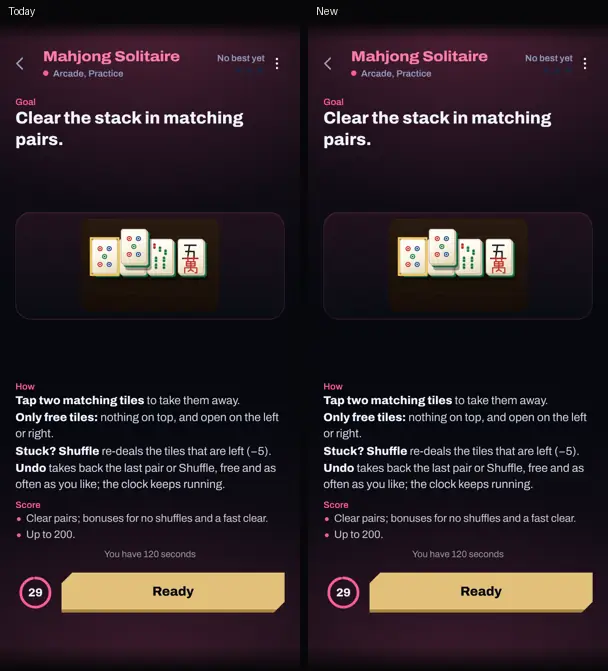 Today
Mahjong Solitaire
No best yet
Arcade, Practice
Goal
Clear the stack in matching
pairs.
五
萬
How
Tap two matching tiles to take them away.
Only free tiles: nothing on top, and open on the left
or right.
Stuck? Shuffle re-deals the tiles that are left (−5).
Undo takes back the last pair or Shuffle, free and as
often as you like; the clock keeps running.
Score
• Clear pairs; bonuses for no shuffles and a fast clear.
• Up to 200.
You have 120 seconds
29
Ready
New
Mahjong Solitaire
No best yet
Arcade, Practice
Goal
Clear the stack in matching
pairs.
五
萬
How
Tap two matching tiles to take them away.
Only free tiles: nothing on top, and open on the left
or right.
Stuck? Shuffle re-deals the tiles that are left (−5).
Undo takes back the last pair or Shuffle, free and as
often as you like; the clock keeps running.
Score
• Clear pairs; bonuses for no shuffles and a fast clear.
• Up to 200.
You have 120 seconds
29
Ready